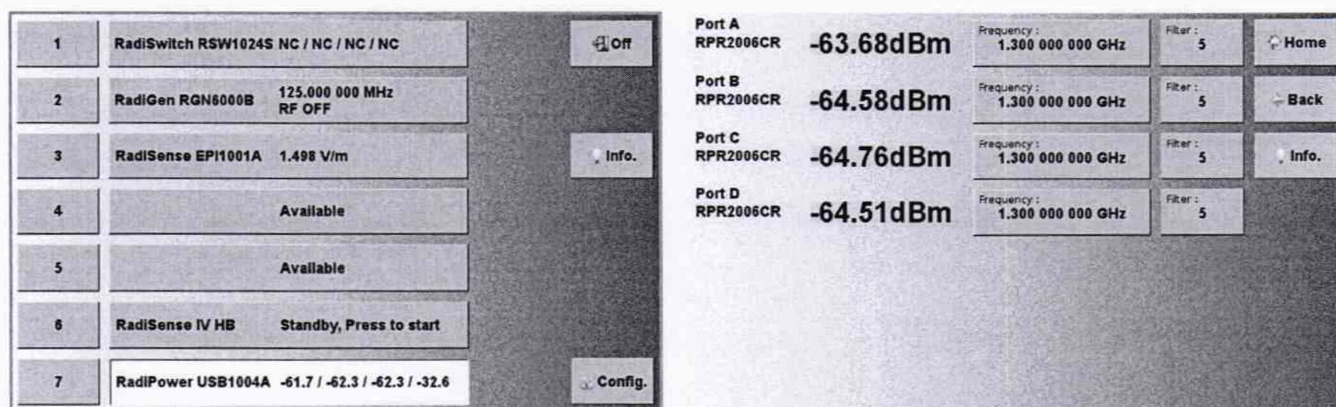 1 RadiSwitch RSW1024S NC / NC / NC / NC Off
2 RadiGen RGN6000B 125.000 000 MHz
RF OFF
3 RadiSense EPI1001A 1.498 V/m Info.
4 Available
5 Available
6 RadiSense IV HB Standby, Press to start
7 RadiPower USB1004A -61.7 / -62.3 / -62.3 / -32.6 Config.
Port A
RPR2006CR -63.68dBm Frequency : 1.300 000 000 GHz Filter : 5 Home
Port B
RPR2006CR -64.58dBm Frequency : 1.300 000 000 GHz Filter : 5 Back
Port C
RPR2006CR -64.76dBm Frequency : 1.300 000 000 GHz Filter : 5 Info.
Port D
RPR2006CR -64.51dBm Frequency : 1.300 000 000 GHz Filter : 5